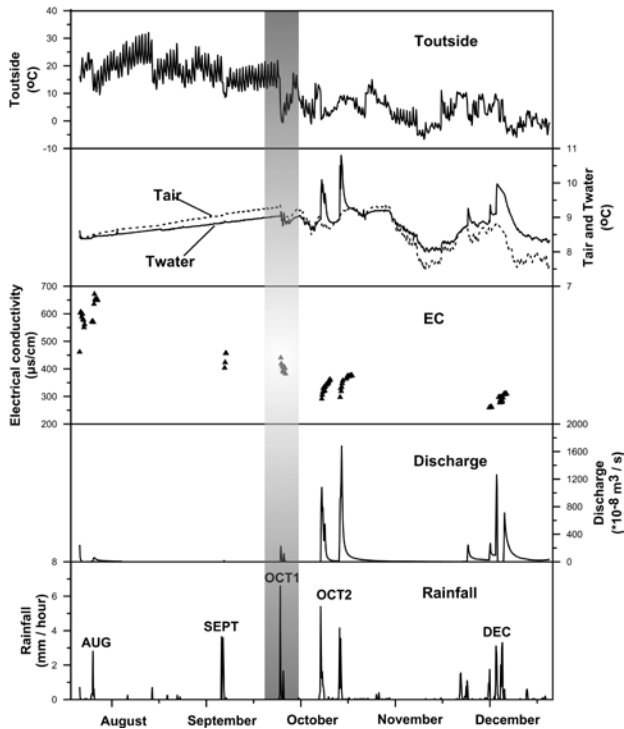 40
30
20
10
0
-10
Toutside
(ºC)
Toutside
11
10
9
8
7
Tair and Twater
(ºC)
Tair
Twater
700
600
500
400
300
200
Electrical conductivity
(µs/cm)
EC
2000
1600
1200
800
400
0
Discharge
(*10-8 m3 / s)
Discharge
8
6
4
2
0
Rainfall
(mm / hour)
AUG
SEPT
OCT1
OCT2
Rainfall
DEC
August
September
October
November
December